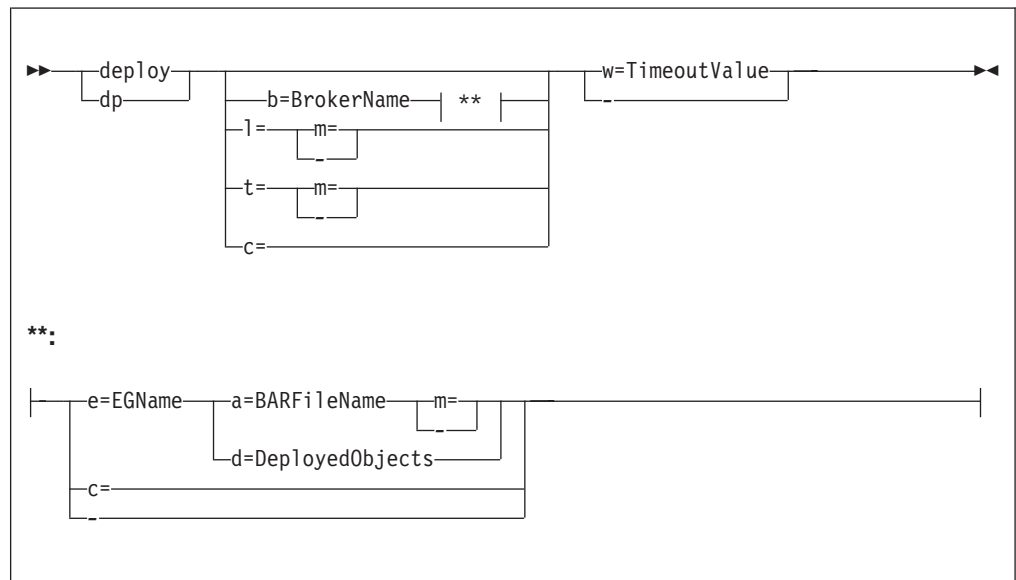 deploy w=TimeoutValue
dp b=BrokerName ** -
l= m=
-
t= m=
-
c=
**:
- e=EGName a=BARFileName m=
-
d=DeployedObjects
c=
-